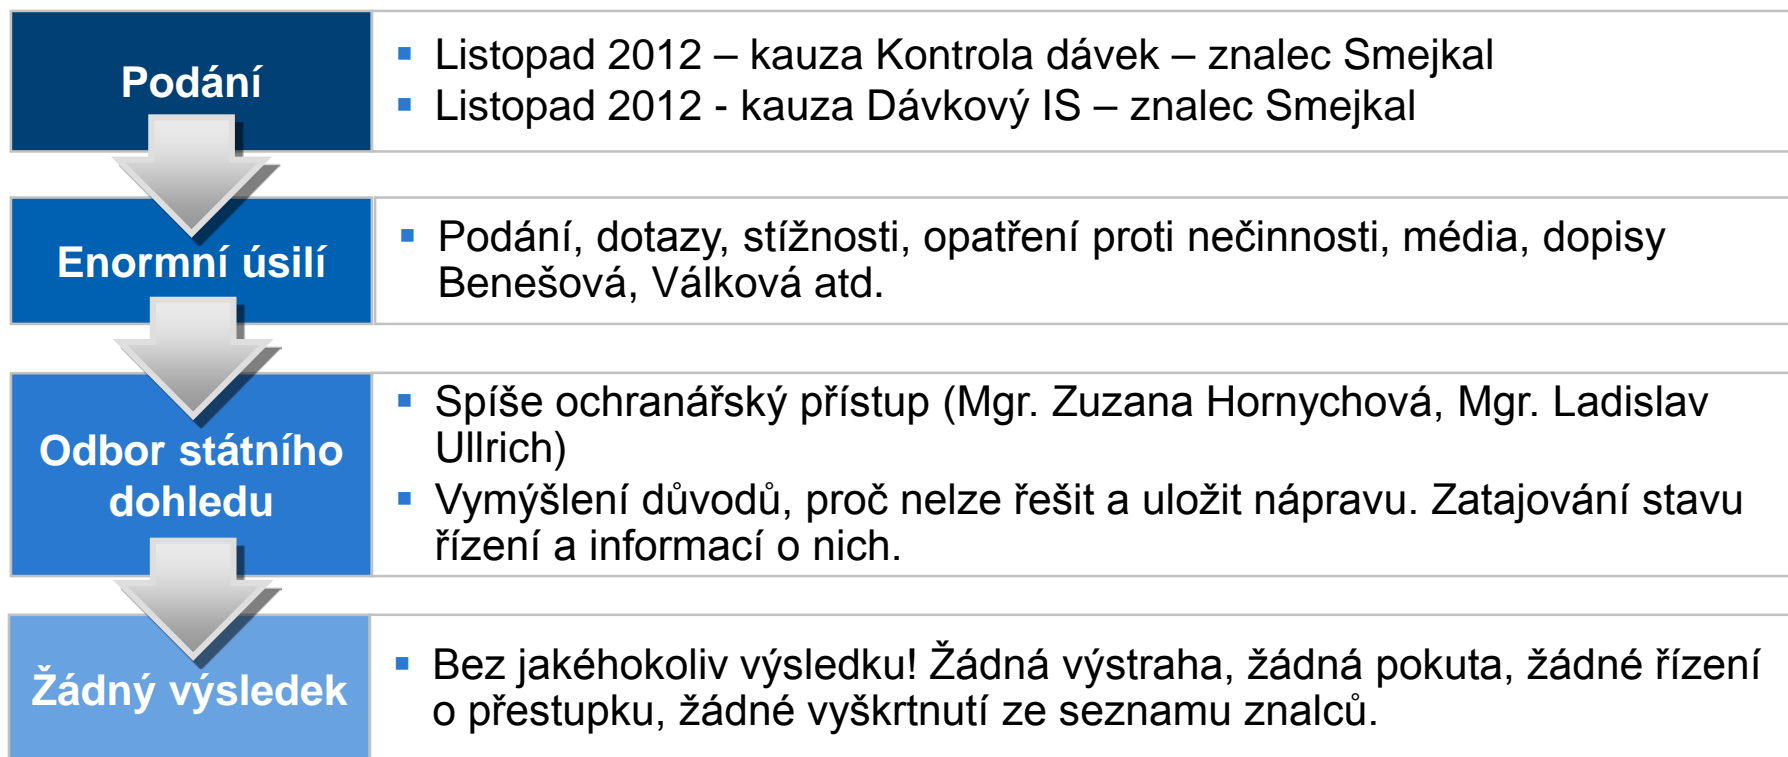 Podání
▪ Listopad 2012 – kauza Kontrola dávek – znalec Smejkal
▪ Listopad 2012 - kauza Dávkový IS – znalec Smejkal
Enormní úsilí
▪ Podání, dotazy, stížnosti, opatření proti nečinnosti, média, dopisy
Benešová, Válková atd.
Odbor státního
dohledu
▪ Spíše ochranářský přístup (Mgr. Zuzana Hornychová, Mgr. Ladislav
Ullrich)
▪ Vymýšlení důvodů, proč nelze řešit a uložit nápravu. Zatajování stavu
řízení a informací o nich.
Žádný výsledek
▪ Bez jakéhokoliv výsledku! Žádná výstraha, žádná pokuta, žádné řízení
o přestupku, žádné vyškrtnutí ze seznamu znalců.